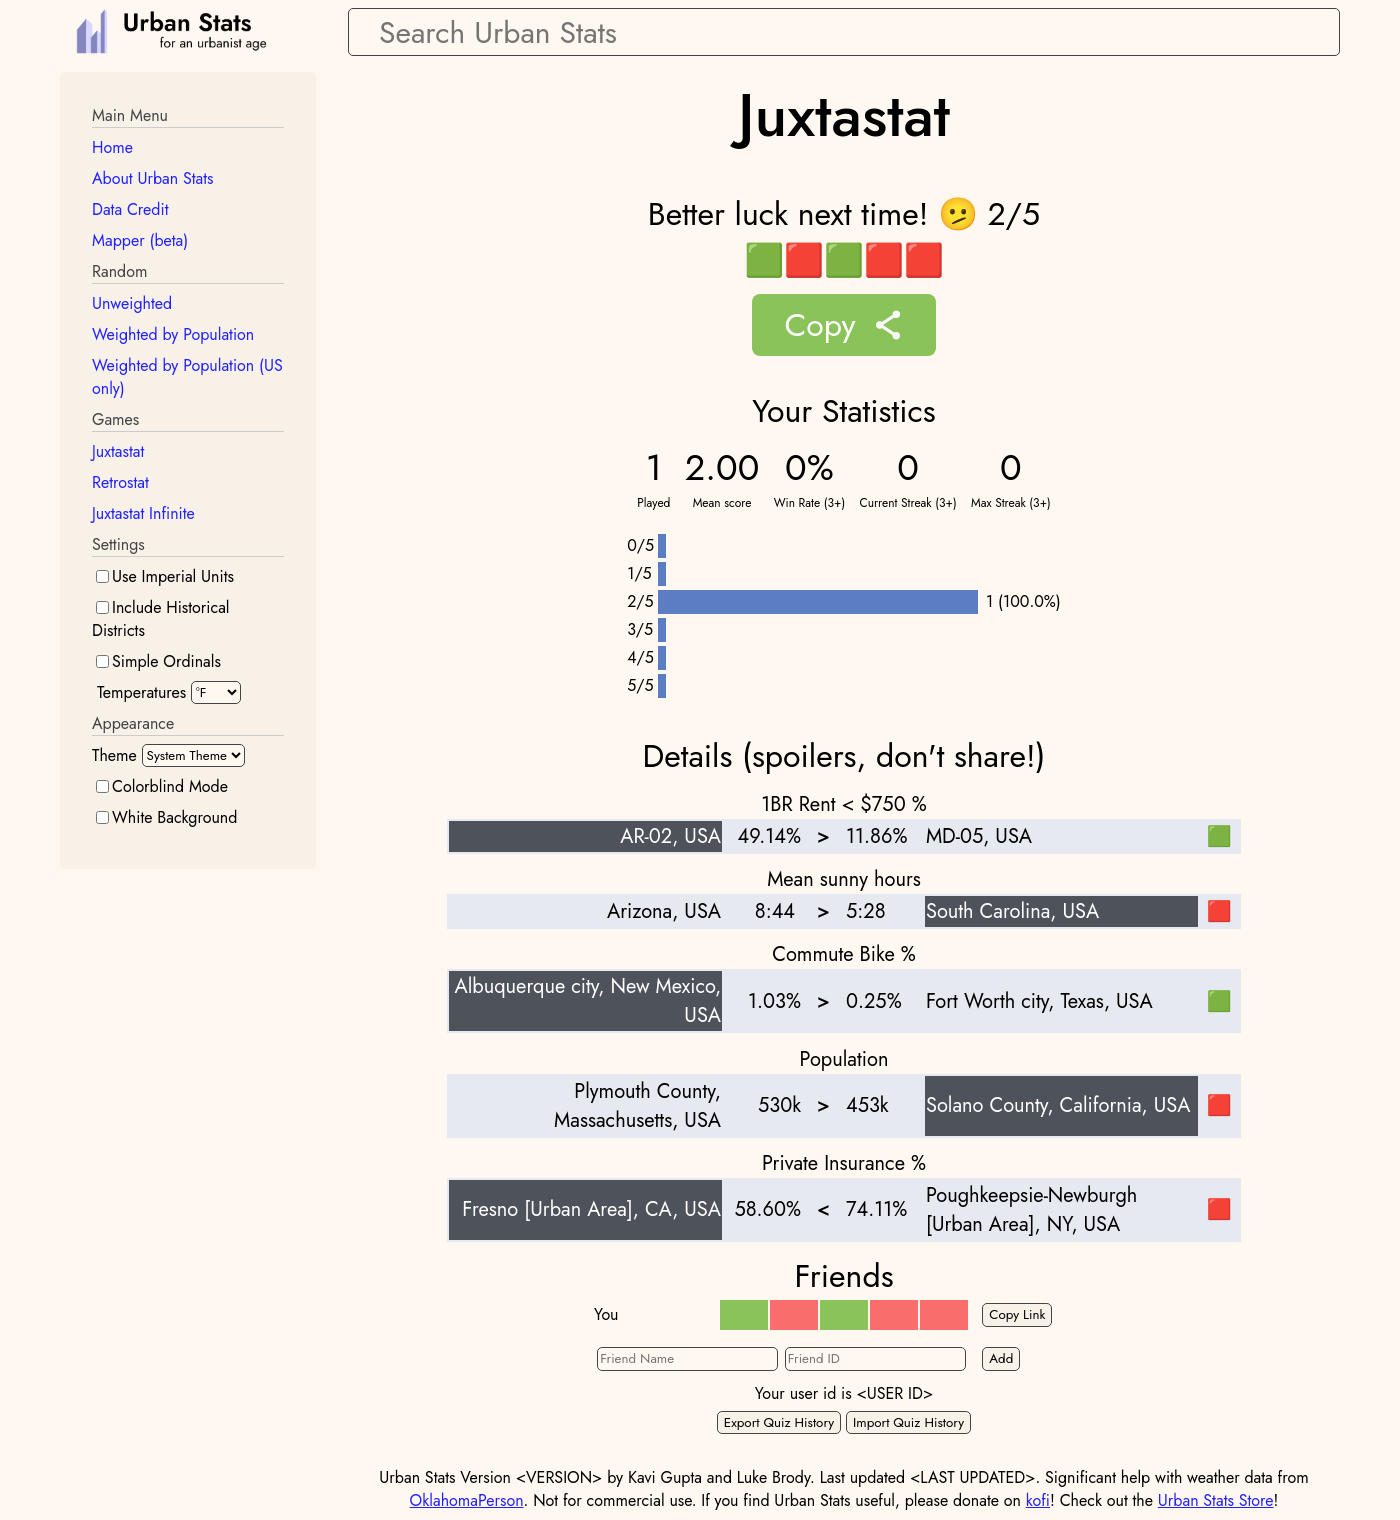 Urban Stats
for an urbanist age
Search Urban Stats
Main Menu
Home
About Urban Stats
Data Credit
Mapper (beta)
Random
Unweighted
Weighted by Population
Weighted by Population (US
only)
Games
Juxtastat
Retrostat
Juxtastat Infinite
Settings
Use Imperial Units
Include Historical
Districts
Simple Ordinals
Temperatures °F
Appearance
Theme System Theme
Colorblind Mode
White Background
Juxtastat
Better luck next time! 🫤 2/5
🟩🟥🟩🟥🟥
Copy
Your Statistics
1 2.00 0% 0 0
Played Mean score Win Rate (3+) Current Streak (3+) Max Streak (3+)
0/5
1/5
2/5 1 (100.0%)
3/5
4/5
5/5
Details (spoilers, don't share!)
1BR Rent < $750 %
AR-02, USA 49.14% > 11.86% MD-05, USA 🟩
Mean sunny hours
Arizona, USA 8:44 > 5:28 South Carolina, USA 🟥
Commute Bike %
Albuquerque city, New Mexico,
USA 1.03% > 0.25% Fort Worth city, Texas, USA 🟩
Population
Plymouth County,
Massachusetts, USA 530k > 453k Solano County, California, USA 🟥
Private Insurance %
Fresno [Urban Area], CA, USA 58.60% < 74.11% Poughkeepsie-Newburgh
[Urban Area], NY, USA 🟥
Friends
You Copy Link
Friend Name Friend ID Add
Your user id is <USER ID>
Export Quiz History Import Quiz History
Urban Stats Version <VERSION> by Kavi Gupta and Luke Brody. Last updated <LAST UPDATED>. Significant help with weather data from
OklahomaPerson. Not for commercial use. If you find Urban Stats useful, please donate on kofi! Check out the Urban Stats Store!